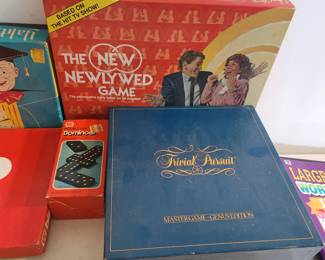 BASED ON
THE HIT TV SHOW!
THE NEW
NEWLYWED
GAME
Dominoes
Trivial Pursuit
MASTER GAME - GENUS EDITION
LARGE
WOR